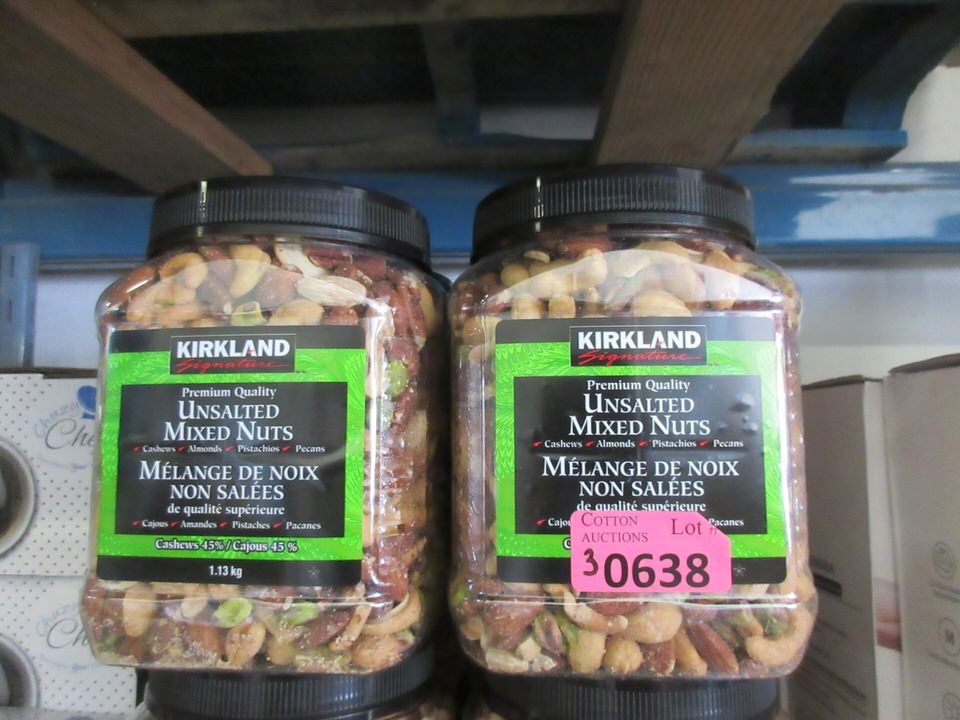 KIRKLAND
Signature
Premium Quality
UNSALTED
MIXED NUTS
Cashews Almonds Pistachios Pecans
MÉLANGE DE NOIX
NON SALÉES
de qualité supérieure
Cajous Amandes Pistaches Pacanes
Cashews 45% / Cajous 45 %
1.13 kg
KIRKLAND
Signature
Premium Quality
UNSALTED
MIXED NUTS
Cashews Almonds Pistachios Pecans
MÉLANGE DE NOIX
NON SALÉES
de qualité supérieure
Pacanes
COTTON
AUCTIONS
Lot #
30638